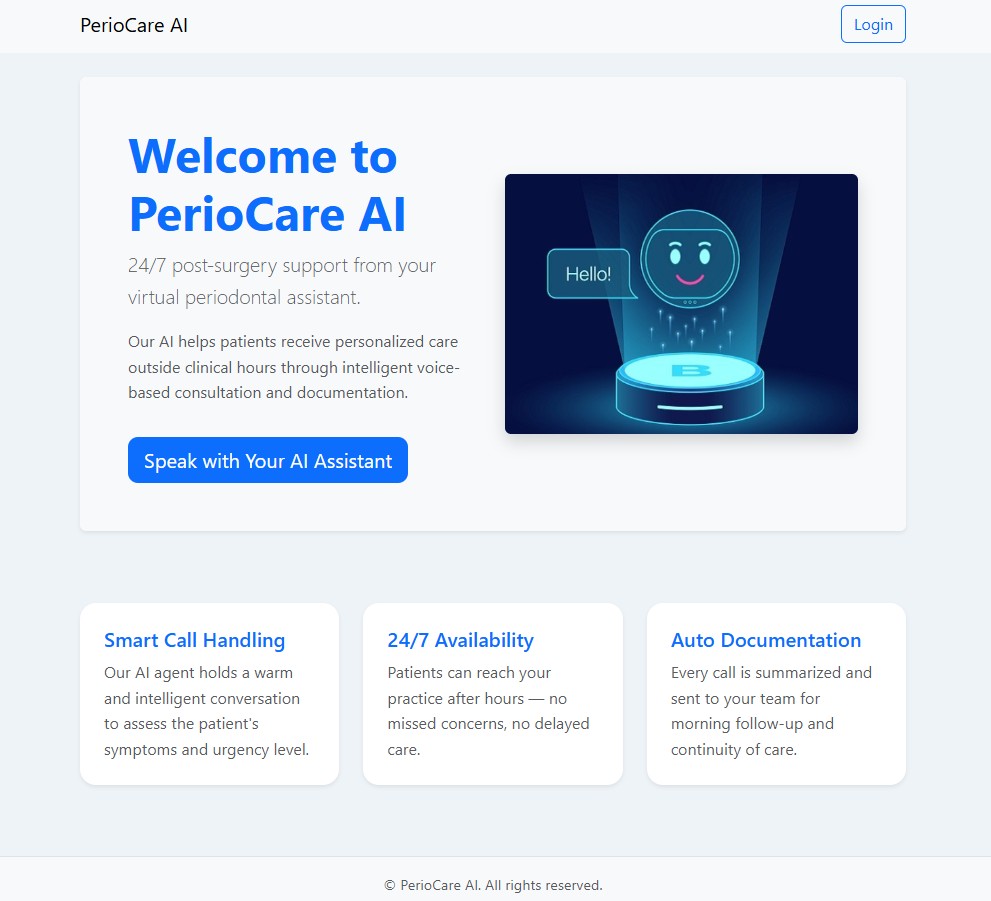 PerioCare AI
Login
Welcome to
PerioCare AI
24/7 post-surgery support from your
virtual periodontal assistant.
Our AI helps patients receive personalized care
outside clinical hours through intelligent voice-
based consultation and documentation.
Speak with Your AI Assistant
Hello!
B
Smart Call Handling
Our AI agent holds a warm
and intelligent conversation
to assess the patient's
symptoms and urgency level.
24/7 Availability
Patients can reach your
practice after hours — no
missed concerns, no delayed
care.
Auto Documentation
Every call is summarized and
sent to your team for
morning follow-up and
continuity of care.
© PerioCare AI. All rights reserved.